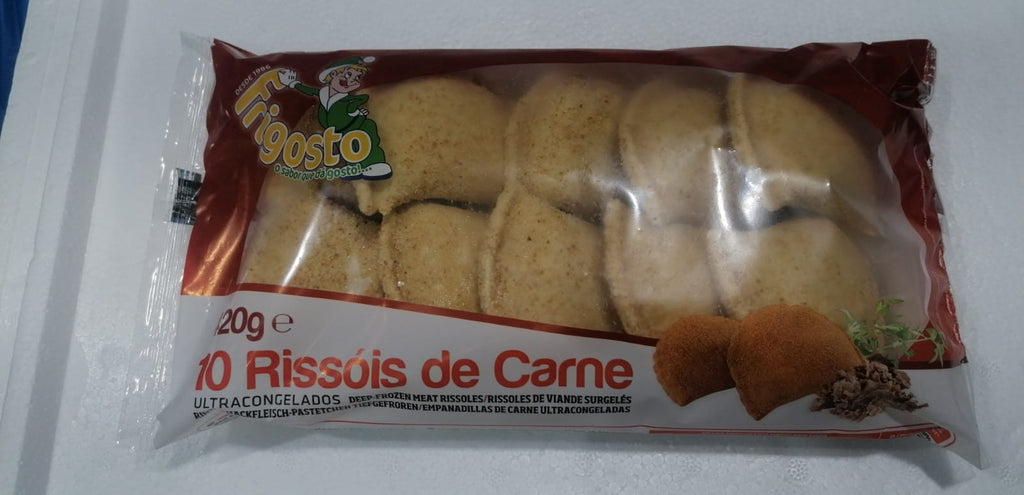 DESDE 1986
Frigosto
o sabor que dá gosto!...
20g e
10 Rissóis de Carne
ULTRACONGELADOS DEEP-FROZEN MEAT RISSOLES/RISSOLES DE VIANDE SURGELÉS
HACKFLEISCH-PASTETCHEN TIEFGEFROREN/EMPANADILLAS DE CARNE ULTRACONGELADAS